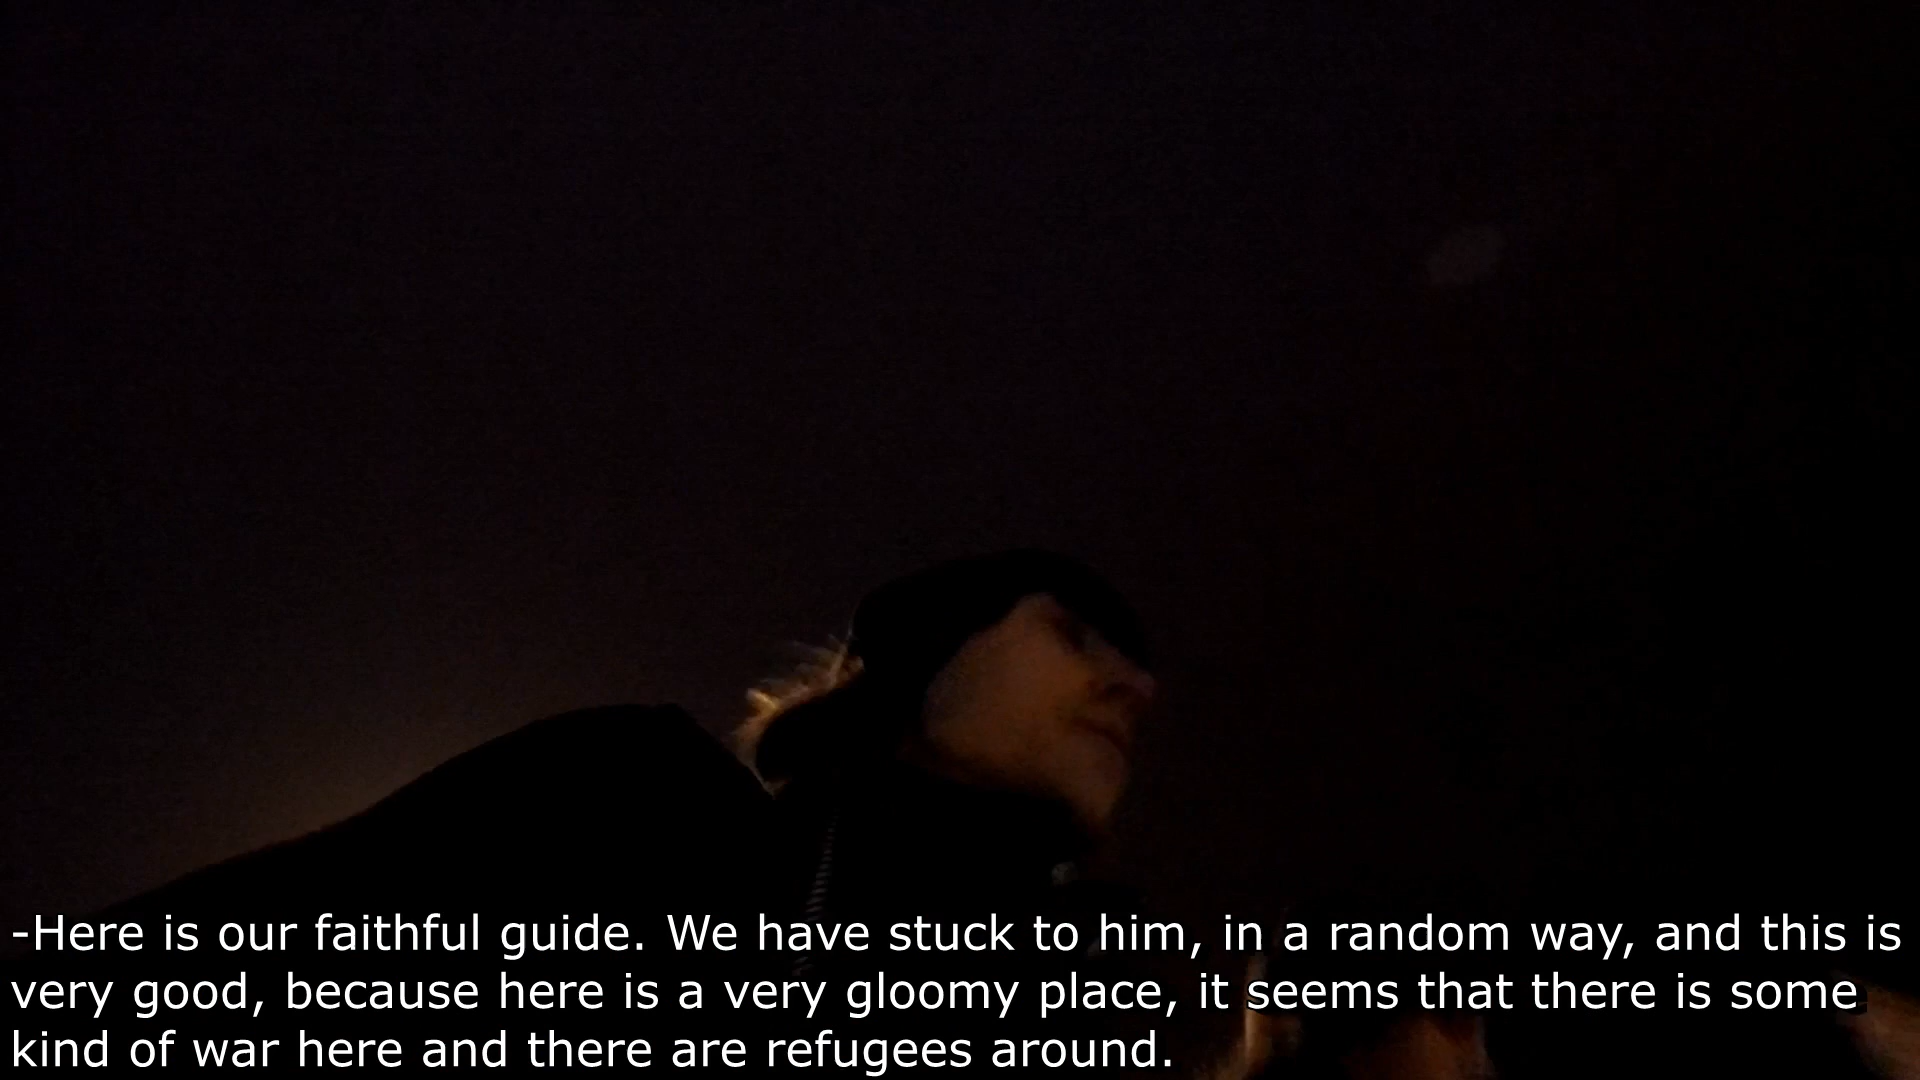 -Here is our faithful guide. We have stuck to him, in a random way, and this is
very good, because here is a very gloomy place, it seems that there is some
kind of war here and there are refugees around.